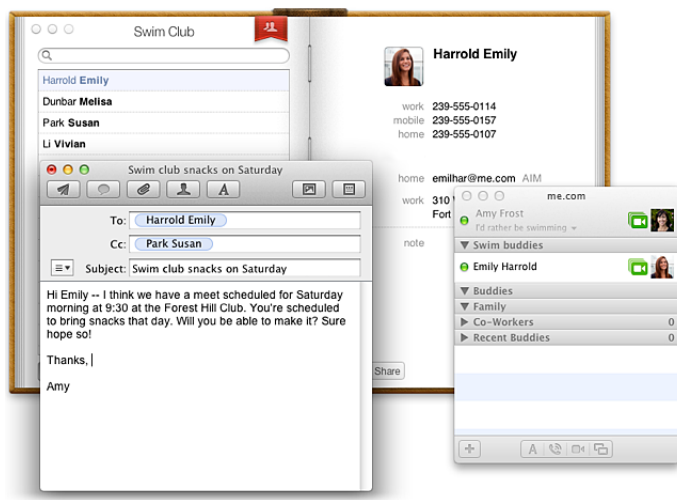 Swim Club
Harrold Emily
Dunbar Melisa
Park Susan
Li Vivian
Harrold Emily
work 239-555-0114
mobile 239-555-0157
home 239-555-0107
home emilhar@me.com AIM
work 310
Fort
note
Share
Swim club snacks on Saturday
A
To: Harrold Emily
Cc: Park Susan
Subject: Swim club snacks on Saturday
Hi Emily -- I think we have a meet scheduled for Saturday
morning at 9:30 at the Forest Hill Club. You're scheduled
to bring snacks that day. Will you be able to make it? Sure
hope so!
Thanks,
Amy
me.com
Amy Frost
I'd rather be swimming
Swim buddies
Emily Harrold
Buddies
Family
Co-Workers 0
Recent Buddies 0
A